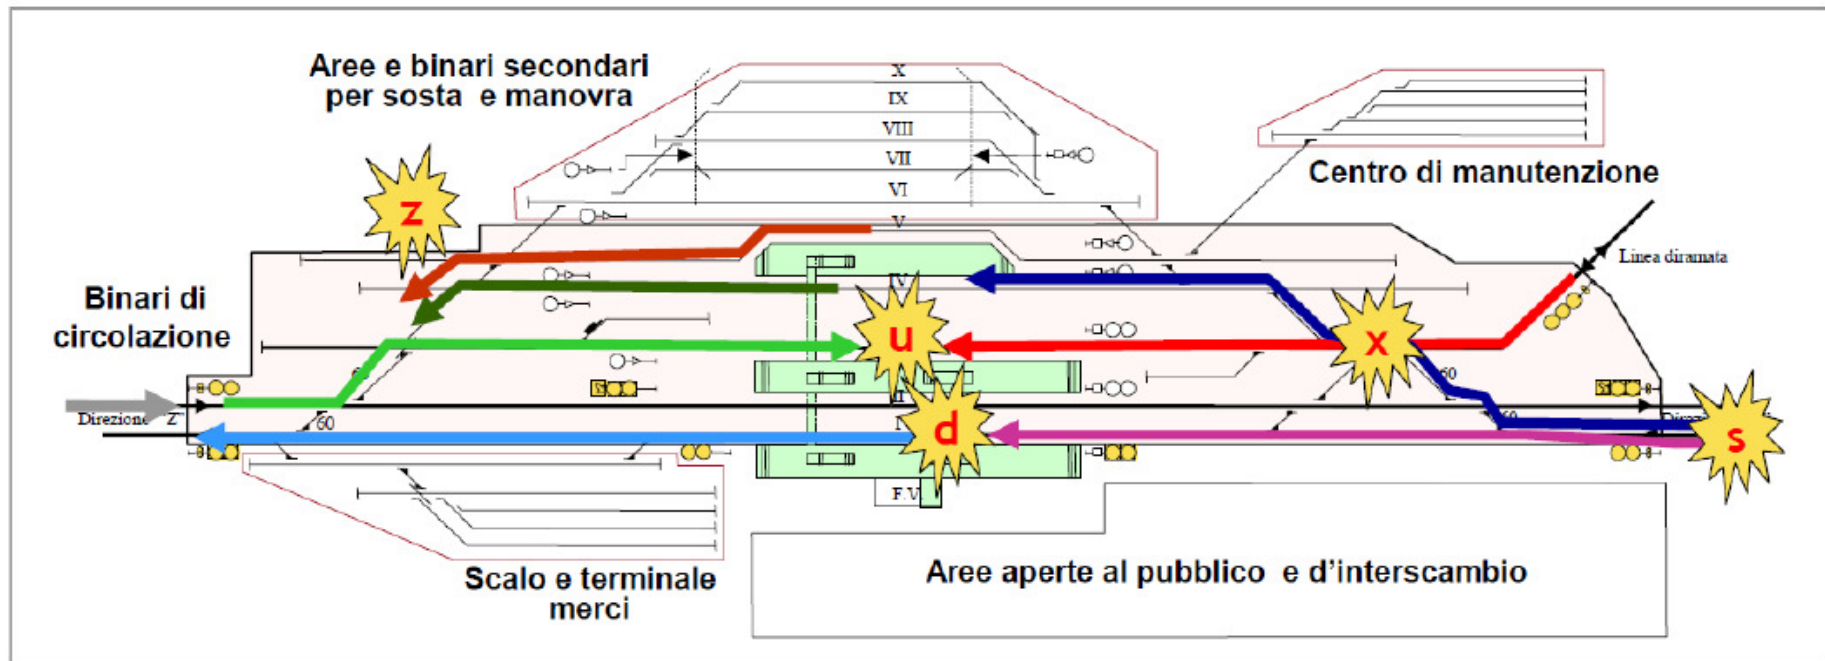 Aree e binari secondari
per sosta e manovra
X
IX
VIII
VII
VI
V
IV
Centro di manutenzione
Linea diramata
z
Binari di
circolazione
u
x
60
II
Direzione "Z"
60
60
d
s
F.V.
Scalo e terminale
merci
Aree aperte al pubblico e d'interscambio